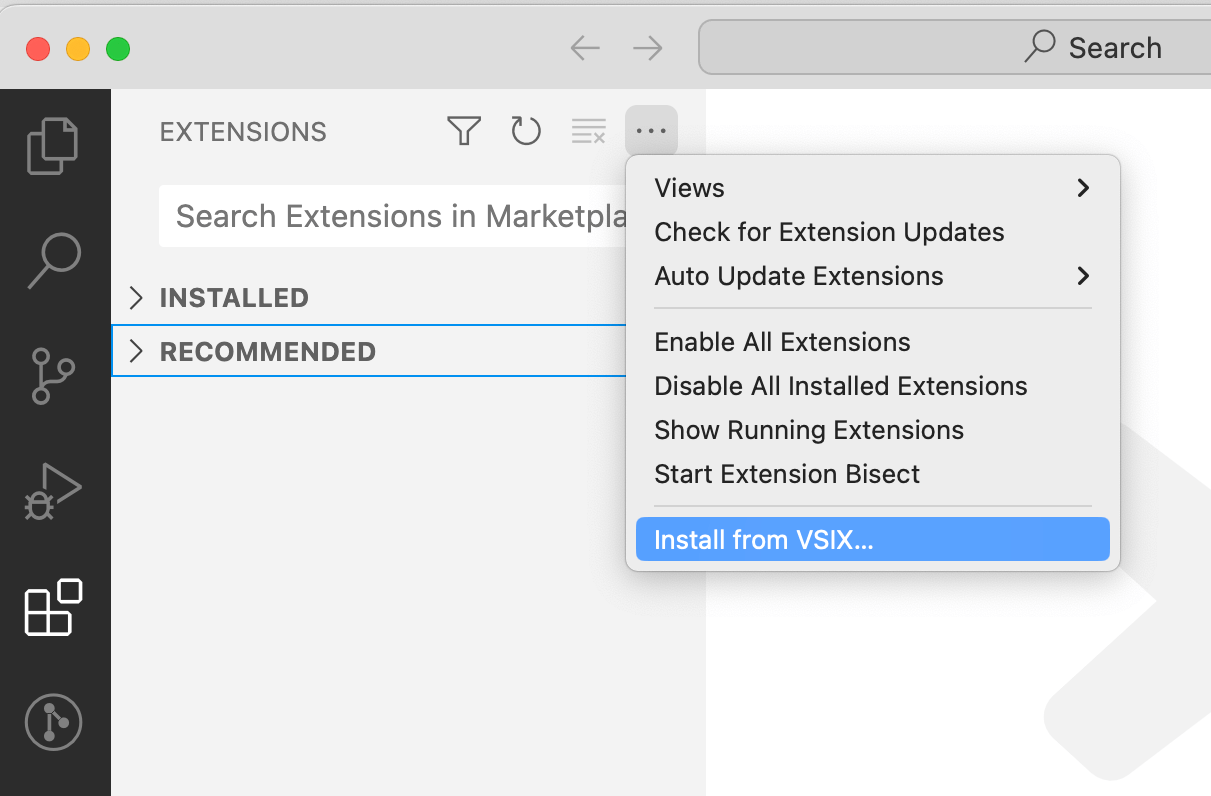 Search
EXTENSIONS
Search Extensions in Marketpla
INSTALLED
RECOMMENDED
Views
Check for Extension Updates
Auto Update Extensions
Enable All Extensions
Disable All Installed Extensions
Show Running Extensions
Start Extension Bisect
Install from VSIX...